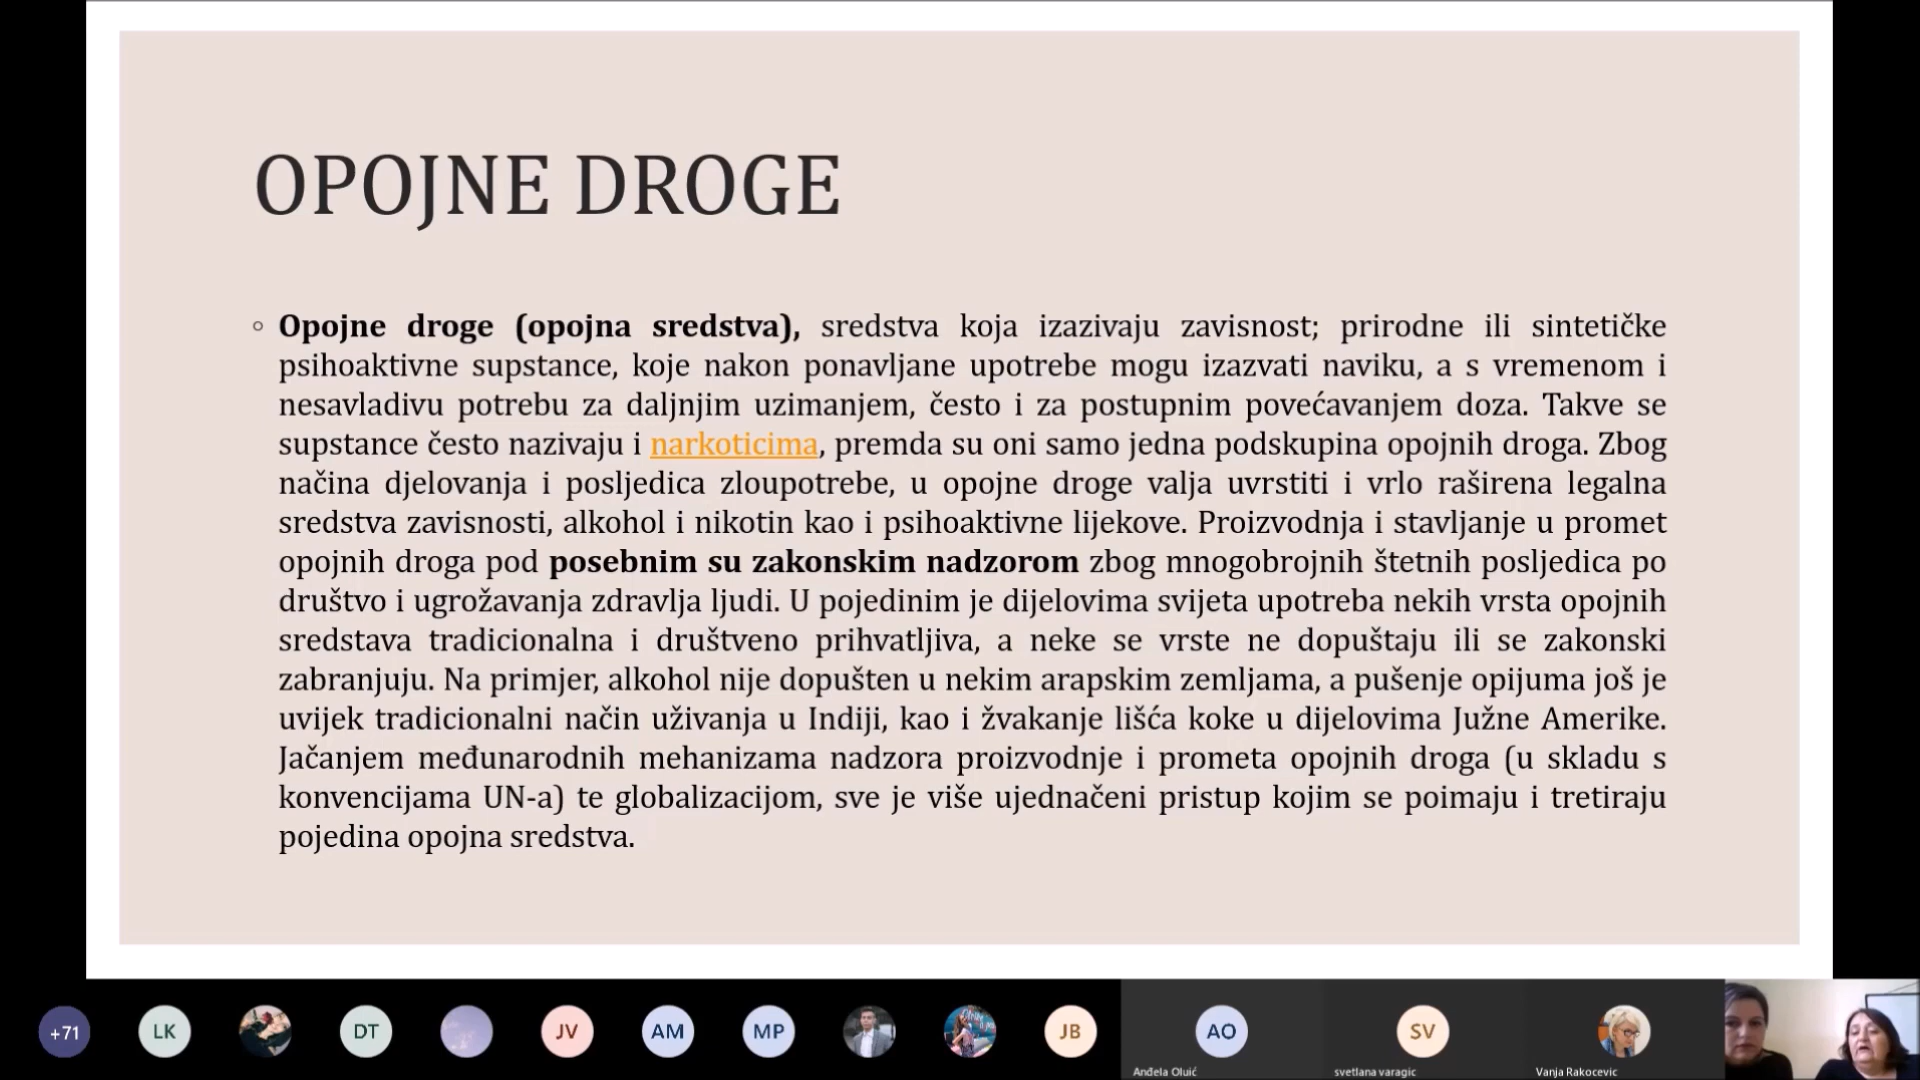 OPOJNE DROGE
Opojne droge (opojna sredstva), sredstva koja izazivaju zavisnost; prirodne ili sintetičke
psihoaktivne supstance, koje nakon ponavljane upotrebe mogu izazvati naviku, a s vremenom i
nesavladivu potrebu za daljnjim uzimanjem, često i za postupnim povećavanjem doza. Takve se
supstance često nazivaju i narkoticima, premda su oni samo jedna podskupina opojnih droga. Zbog
načina djelovanja i posljedica zloupotrebe, u opojne droge valja uvrstiti i vrlo raširena legalna
sredstva zavisnosti, alkohol i nikotin kao i psihoaktivne lijekove. Proizvodnja i stavljanje u promet
opojnih droga pod posebnim su zakonskim nadzorom zbog mnogobrojnih štetnih posljedica po
društvo i ugrožavanja zdravlja ljudi. U pojedinim je dijelovima svijeta upotreba nekih vrsta opojnih
sredstava tradicionalna i društveno prihvatljiva, a neke se vrste ne dopuštaju ili se zakonski
zabranjuju. Na primjer, alkohol nije dopušten u nekim arapskim zemljama, a pušenje opijuma još je
uvijek tradicionalni način uživanja u Indiji, kao i žvakanje lišća koke u dijelovima Južne Amerike.
Jačanjem međunarodnih mehanizama nadzora proizvodnje i prometa opojnih droga (u skladu s
konvencijama UN-a) te globalizacijom, sve je više ujednačeni pristup kojim se poimaju i tretiraju
pojedina opojna sredstva.
+71
LK
DT
JV
AM
MP
JB
AO
SV
Anđela Oluić
svetlana varagic
Vanja Rakocevic